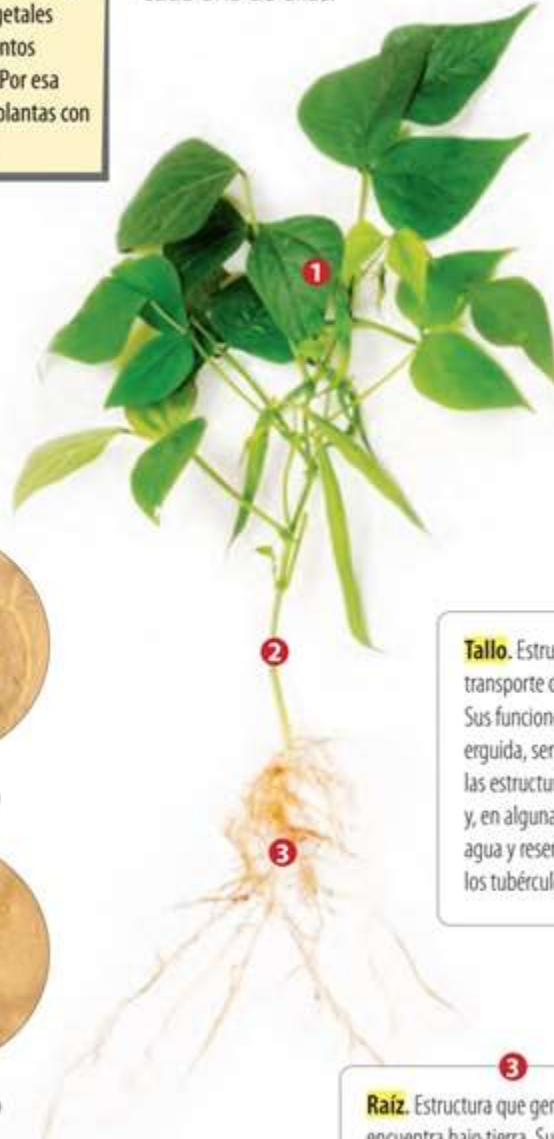 getales
ntos
Por esa
plantas con
1
2
Tallo. Estru
transporte d
Sus funcion
erguida, ser
las estructu
y, en alguna
agua y reser
los tubércul
3
3
Raíz. Estructura que gen